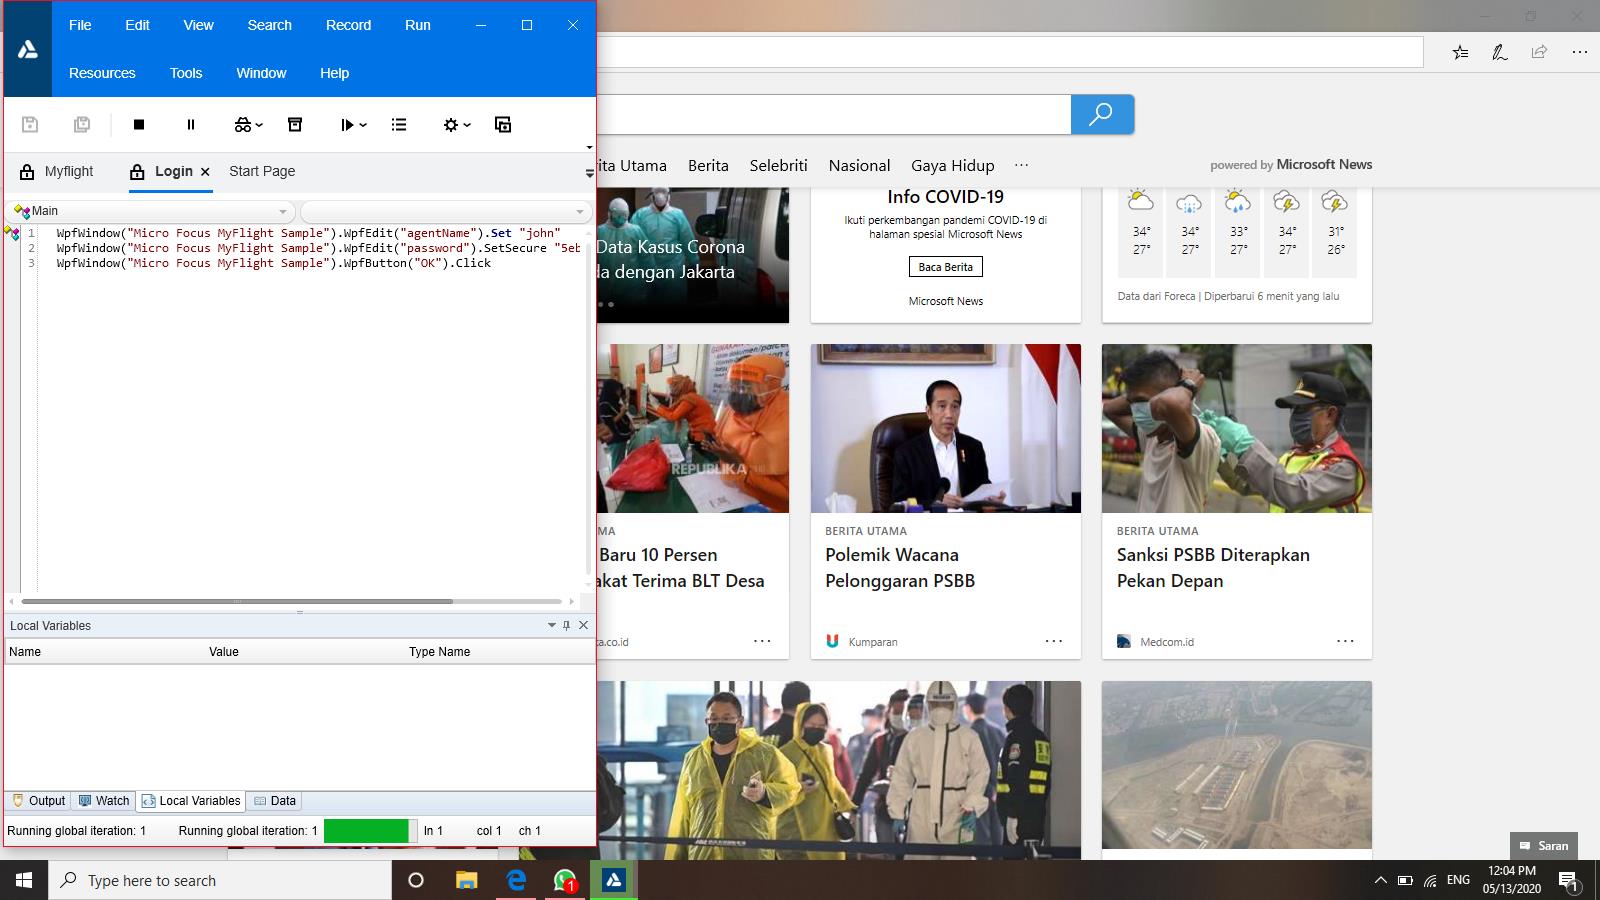 File Edit View Search Record Run
Resources Tools Window Help
Myflight Login Start Page
Main
1 WpfWindow("Micro Focus MyFlight Sample").WpfEdit("agentName").Set "john"
2 WpfWindow("Micro Focus MyFlight Sample").WpfEdit("password").SetSecure "5eb
3 WpfWindow("Micro Focus MyFlight Sample").WpfButton("OK").Click
Local Variables
Name Value Type Name
Output Watch Local Variables Data
Running global iteration: 1 Running global iteration: 1 ln 1 col 1 ch 1
Utama Berita Selebriti Nasional Gaya Hidup ...
powered by Microsoft News
Data Kasus Corona
dengan Jakarta
Info COVID-19
Ikuti perkembangan pandemi COVID-19 di
halaman spesial Microsoft News
Baca Berita
Microsoft News
34° 34° 33° 34° 31°
27° 27° 27° 27° 26°
Data dari Foreca | Diperbarui 6 menit yang lalu
REPUBLIKA
Baru 10 Persen
akat Terima BLT Desa
ta.co.id
BERITA UTAMA
Polemik Wacana
Pelonggaran PSBB
Kumparan
BERITA UTAMA
Sanksi PSBB Diterapkan
Pekan Depan
Medcom.id
Saran
Type here to search
1
ENG
12:04 PM
05/13/2020
1